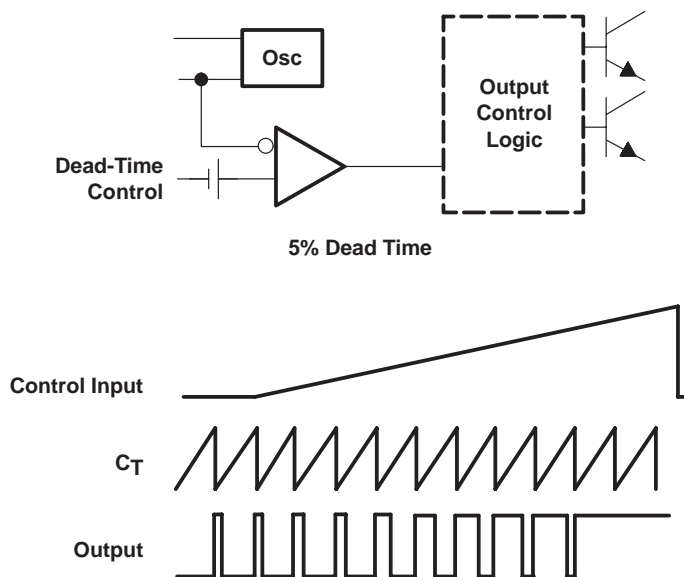 Osc
Output
Control
Logic
Dead-Time
Control
5% Dead Time
Control Input
CT
Output